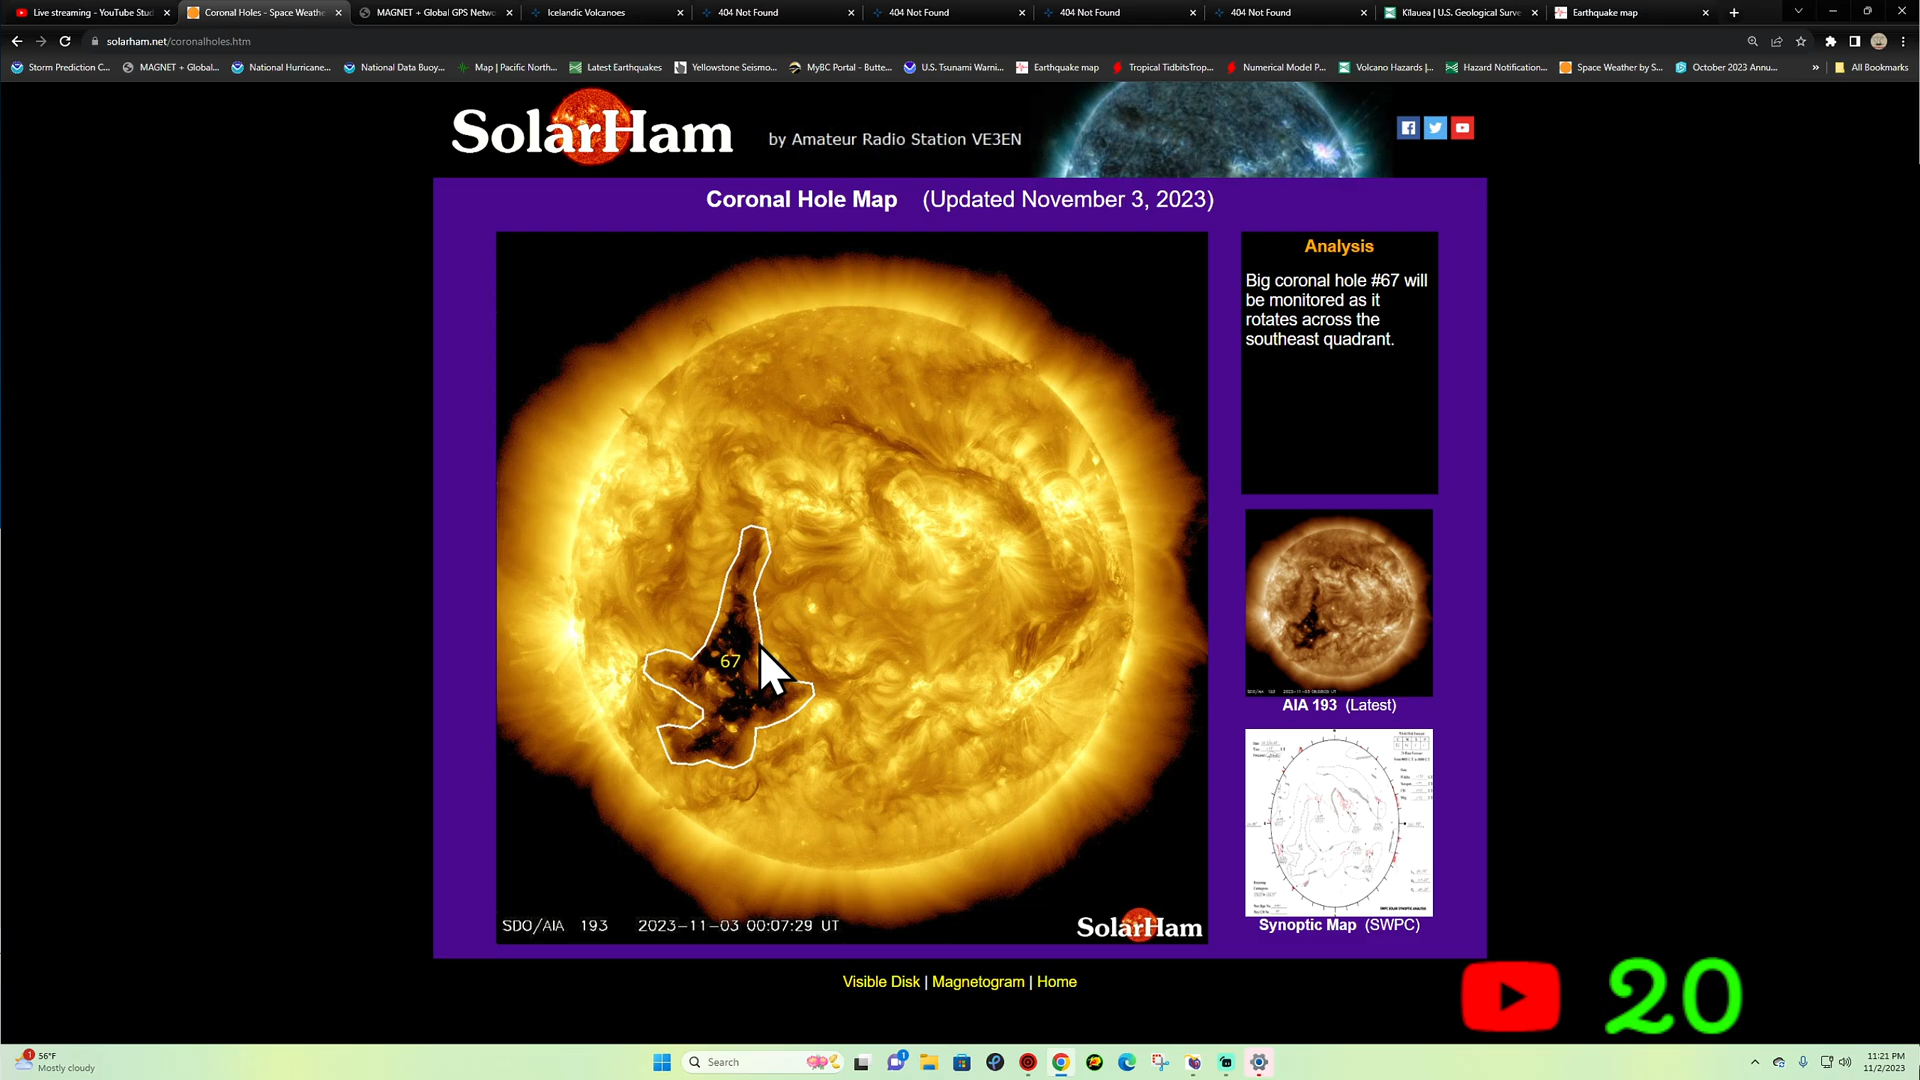 Live streaming - YouTube Stud
Coronal Holes - Space Weathe
MAGNET + Global GPS Netwo
Icelandic Volcanoes
404 Not Found
404 Not Found
404 Not Found
404 Not Found
Kīlauea | U.S. Geological Surve
Earthquake map
solarham.net/coronalholes.htm
Storm Prediction C...
MAGNET + Global...
National Hurricane...
National Data Buoy...
Map | Pacific North...
Latest Earthquakes
Yellowstone Seismo...
MyBC Portal - Butte...
U.S. Tsunami Warni...
Earthquake map
Tropical TidbitsTrop...
Numerical Model P...
Volcano Hazards |...
Hazard Notification...
Space Weather by S...
October 2023 Annu...
All Bookmarks
SolarHam
by Amateur Radio Station VE3EN
Coronal Hole Map (Updated November 3, 2023)
Analysis
Big coronal hole #67 will
be monitored as it
rotates across the
southeast quadrant.
67
SDO/AIA 193 2023-11-03 00:07:29 UT
SolarHam
AIA 193 (Latest)
Synoptic Map (SWPC)
Visible Disk | Magnetogram | Home
20
1
56°F
Mostly cloudy
Search
1
11:21 PM
11/2/2023